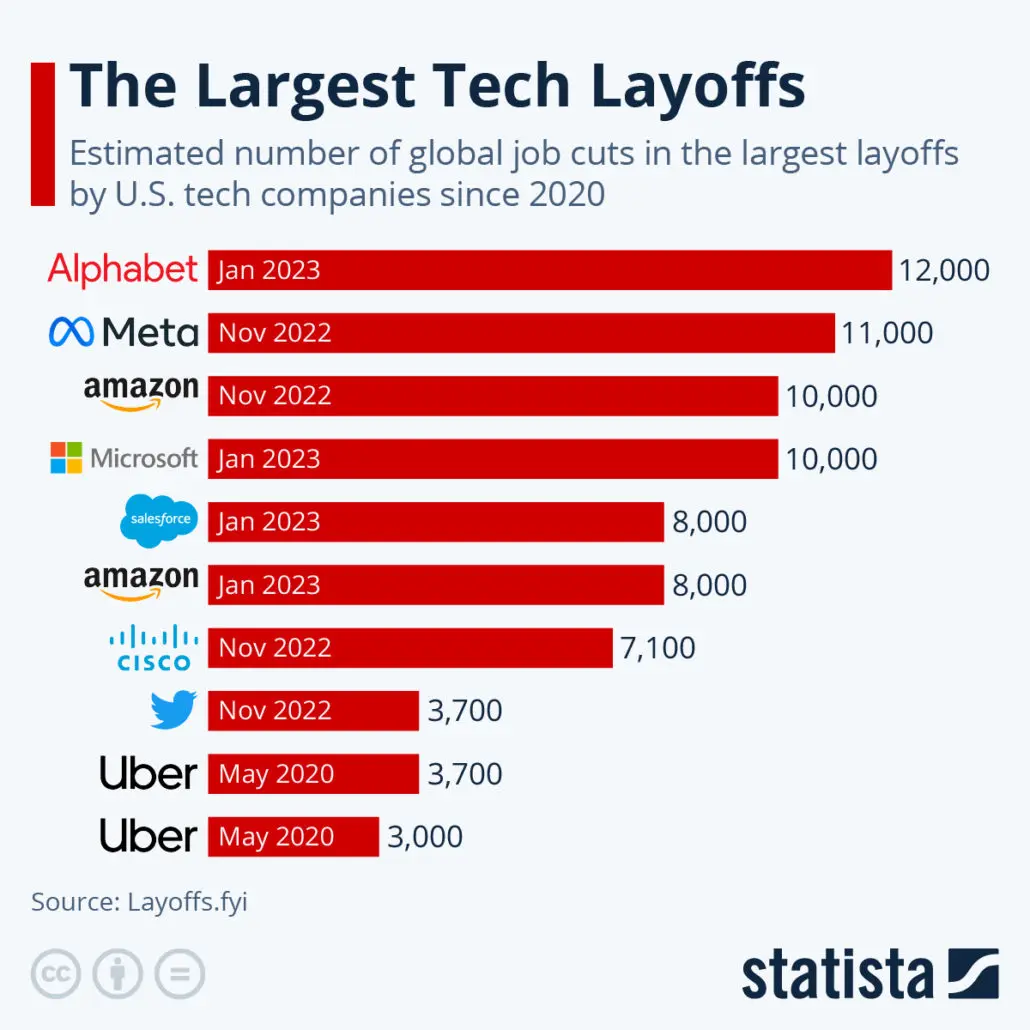 The Largest Tech Layoffs
Estimated number of global job cuts in the largest layoffs
by U.S. tech companies since 2020
Alphabet Jan 2023 12,000
Meta Nov 2022 11,000
amazon Nov 2022 10,000
Microsoft Jan 2023 10,000
salesforce Jan 2023 8,000
amazon Jan 2023 8,000
CISCO Nov 2022 7,100
Nov 2022 3,700
Uber May 2020 3,700
Uber May 2020 3,000
Source: Layoffs.fyi
cc
statista